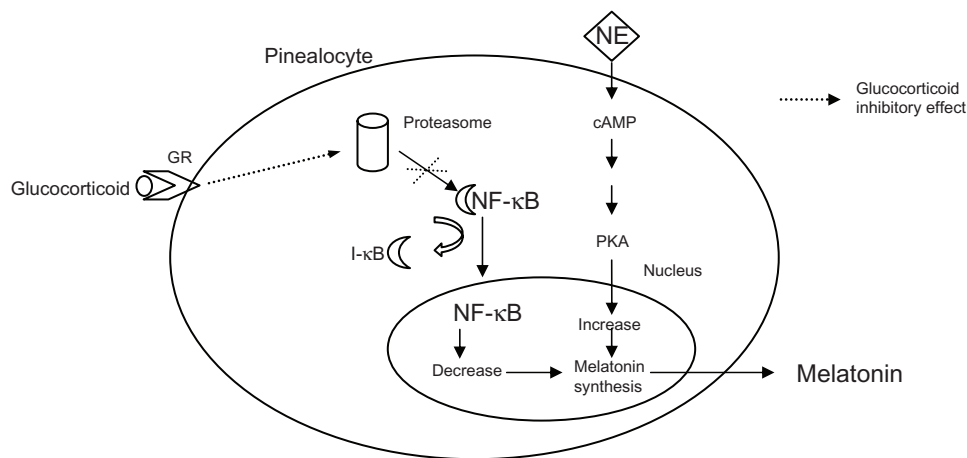 NE
Pinealocyte
Glucocorticoid
inhibitory effect
Proteasome
cAMP
GR
Glucocorticoid
NF-κB
I-κB
PKA
Nucleus
NF-κB
Increase
Decrease
Melatonin
synthesis
Melatonin